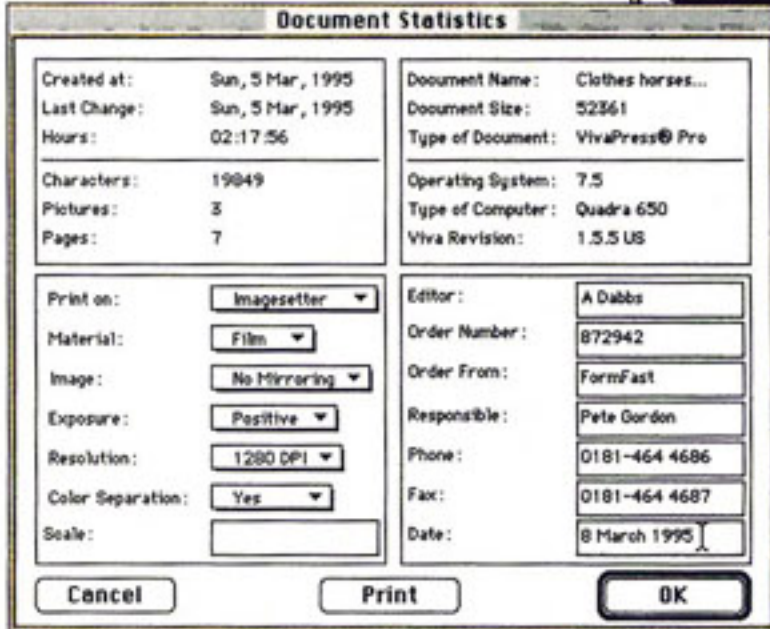 Document Statistics
Created at: Sun, 5 Mar, 1995
Last Change: Sun, 5 Mar, 1995
Hours: 02:17:56
Characters: 19849
Pictures: 3
Pages: 7
Document Name: Clothes horses...
Document Size: 52361
Type of Document: VivaPress® Pro
Operating System: 7.5
Type of Computer: Quadra 650
Viva Revision: 1.5.5 US
Print on: Imagesetter
Material: Film
Image: No Mirroring
Exposure: Positive
Resolution: 1280 DPI
Color Separation: Yes
Scale:
Editor: A Dabbs
Order Number: 872942
Order From: FormFast
Responsible: Pete Gordon
Phone: 0181-464 4686
Fax: 0181-464 4687
Date: 8 March 1995
Cancel
Print
OK